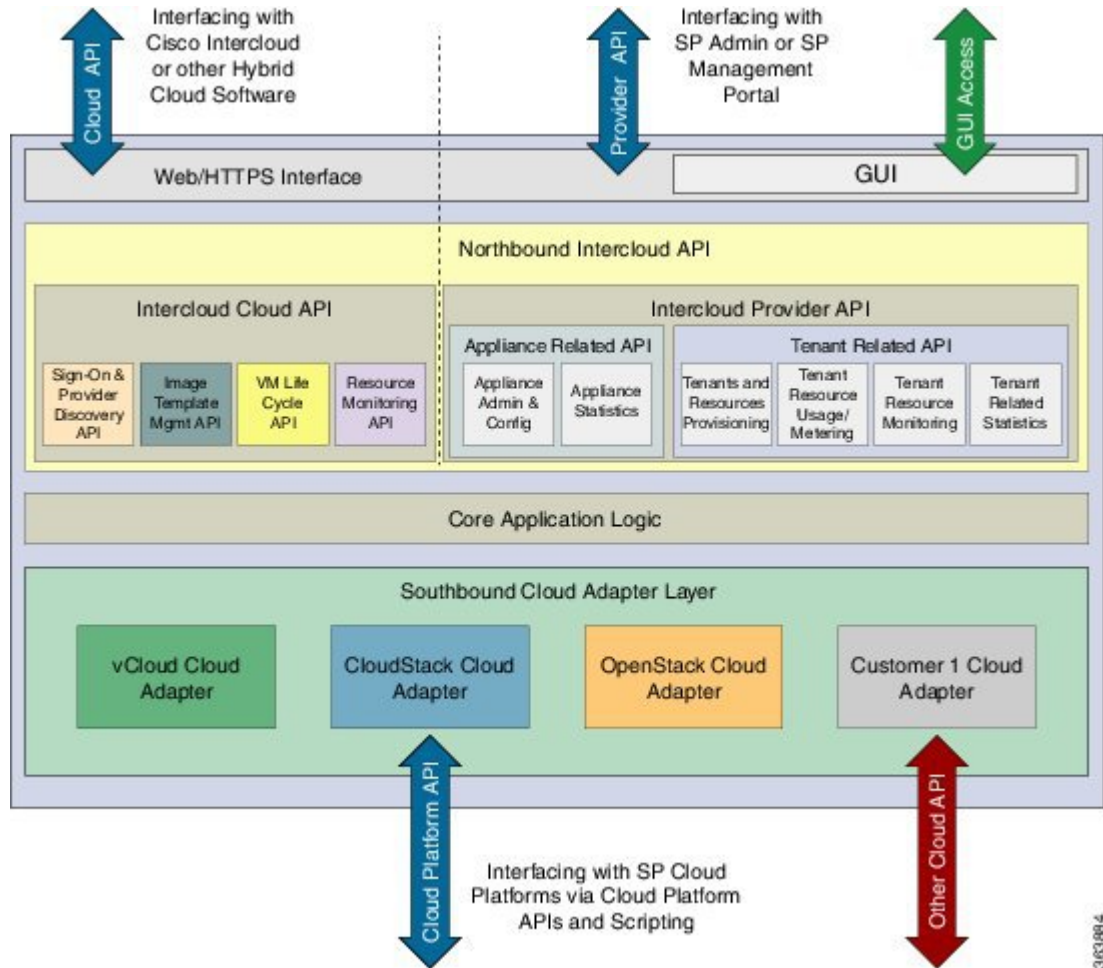 Interfacing with
Cisco Intercloud
or other Hybrid
Cloud Software
Cloud API
Interfacing with
SP Admin or SP
Management
Portal
Provider API
GUI Access
Web/HTTPS Interface
GUI
Northbound Intercloud API
Intercloud Cloud API
Sign-On &
Provider
Discovery
API
Image
Template
Mgmt API
VM Life
Cycle
API
Resource
Monitoring
API
Intercloud Provider API
Appliance Related API
Appliance
Admin &
Config
Appliance
Statistics
Tenant Related API
Tenants and
Resources
Provisioning
Tenant
Resource
Usage/
Metering
Tenant
Resource
Monitoring
Tenant
Related
Statistics
Core Application Logic
Southbound Cloud Adapter Layer
vCloud Cloud
Adapter
CloudStack Cloud
Adapter
OpenStack Cloud
Adapter
Customer 1 Cloud
Adapter
Cloud Platform API
Interfacing with SP Cloud
Platforms via Cloud Platform
APIs and Scripting
Other Cloud API
363884